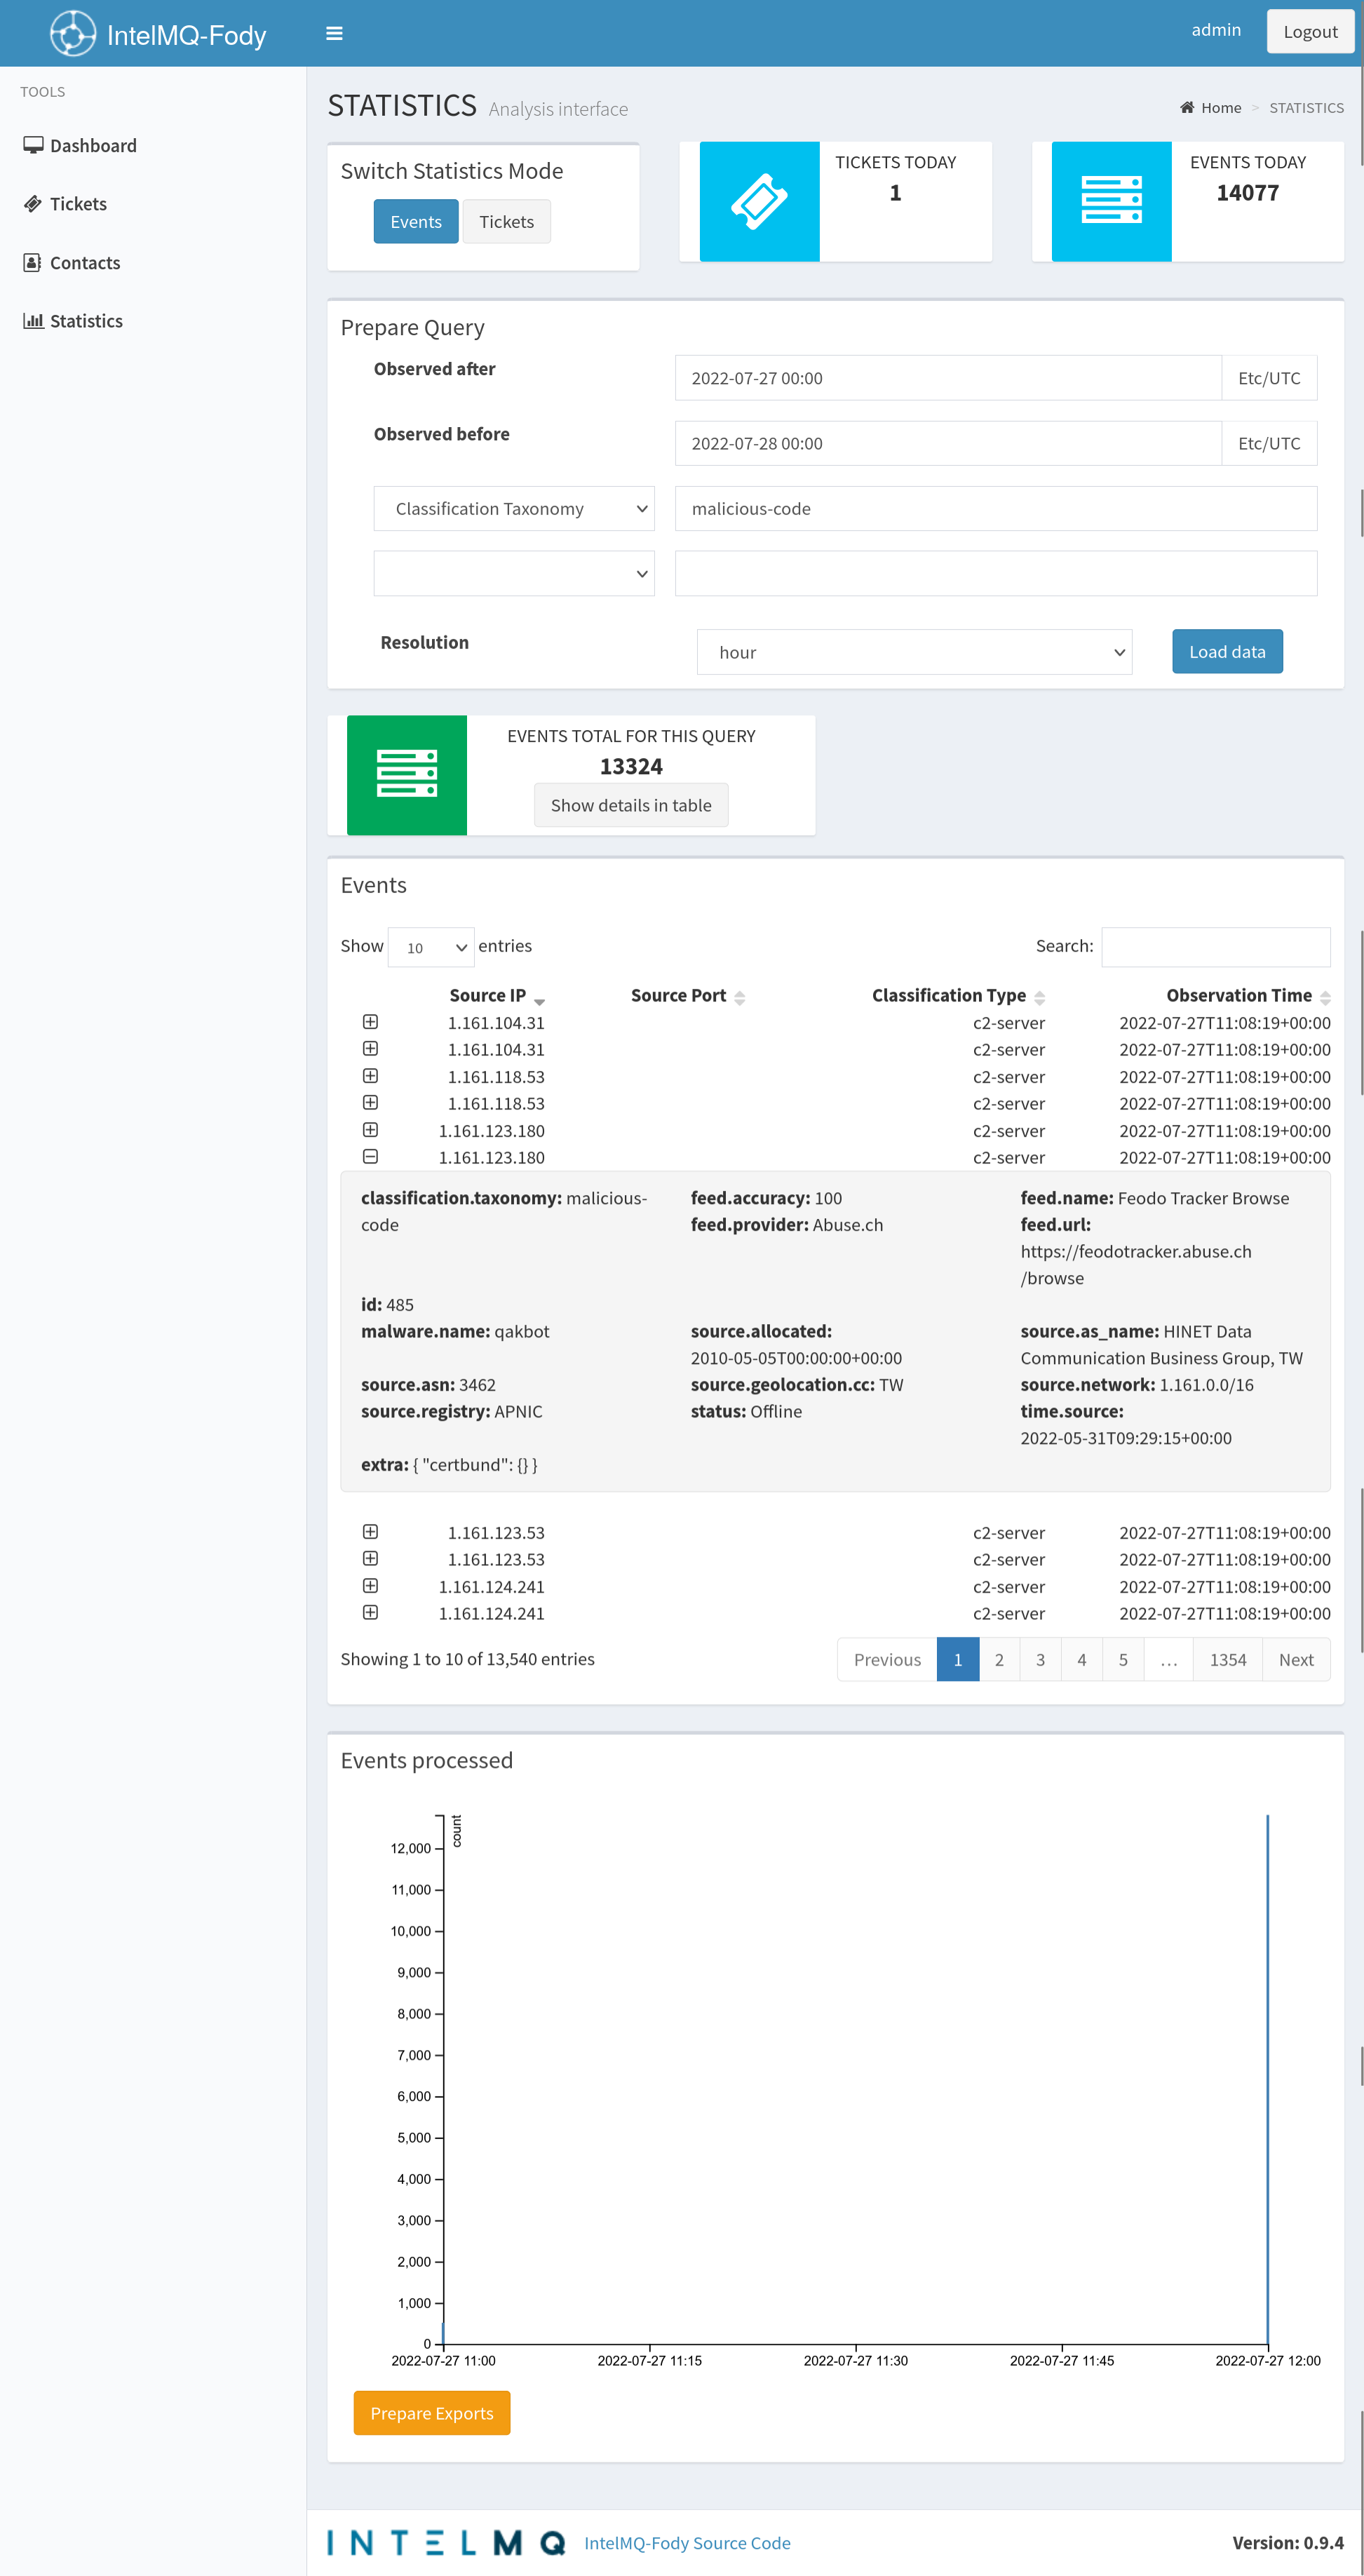 IntelMQ-Fody
admin
Logout
TOOLS
Dashboard
Tickets
Contacts
Statistics
STATISTICS Analysis interface
Home > STATISTICS
Switch Statistics Mode
Events Tickets
TICKETS TODAY
1
EVENTS TODAY
14077
Prepare Query
Observed after 2022-07-27 00:00 Etc/UTC
Observed before 2022-07-28 00:00 Etc/UTC
Classification Taxonomy malicious-code
Resolution hour Load data
EVENTS TOTAL FOR THIS QUERY
13324
Show details in table
Events
Show 10 entries Search:
Source IP Source Port Classification Type Observation Time
1.161.104.31 c2-server 2022-07-27T11:08:19+00:00
1.161.104.31 c2-server 2022-07-27T11:08:19+00:00
1.161.118.53 c2-server 2022-07-27T11:08:19+00:00
1.161.118.53 c2-server 2022-07-27T11:08:19+00:00
1.161.123.180 c2-server 2022-07-27T11:08:19+00:00
1.161.123.180 c2-server 2022-07-27T11:08:19+00:00
classification.taxonomy: malicious-
code
feed.accuracy: 100
feed.provider: Abuse.ch
feed.name: Feodo Tracker Browse
feed.url:
https://feodotracker.abuse.ch
/browse
id: 485
malware.name: qakbot
source.allocated:
2010-05-05T00:00:00+00:00
source.as_name: HINET Data
Communication Business Group, TW
source.asn: 3462 source.geolocation.cc: TW source.network: 1.161.0.0/16
source.registry: APNIC status: Offline time.source:
2022-05-31T09:29:15+00:00
extra: { "certbund": {} }
1.161.123.53 c2-server 2022-07-27T11:08:19+00:00
1.161.123.53 c2-server 2022-07-27T11:08:19+00:00
1.161.124.241 c2-server 2022-07-27T11:08:19+00:00
1.161.124.241 c2-server 2022-07-27T11:08:19+00:00
Showing 1 to 10 of 13,540 entries Previous 1 2 3 4 5 … 1354 Next
Events processed
count
12,000
11,000
10,000
9,000
8,000
7,000
6,000
5,000
4,000
3,000
2,000
1,000
0
2022-07-27 11:00 2022-07-27 11:15 2022-07-27 11:30 2022-07-27 11:45 2022-07-27 12:00
Prepare Exports
INTELMQ IntelMQ-Fody Source Code Version: 0.9.4